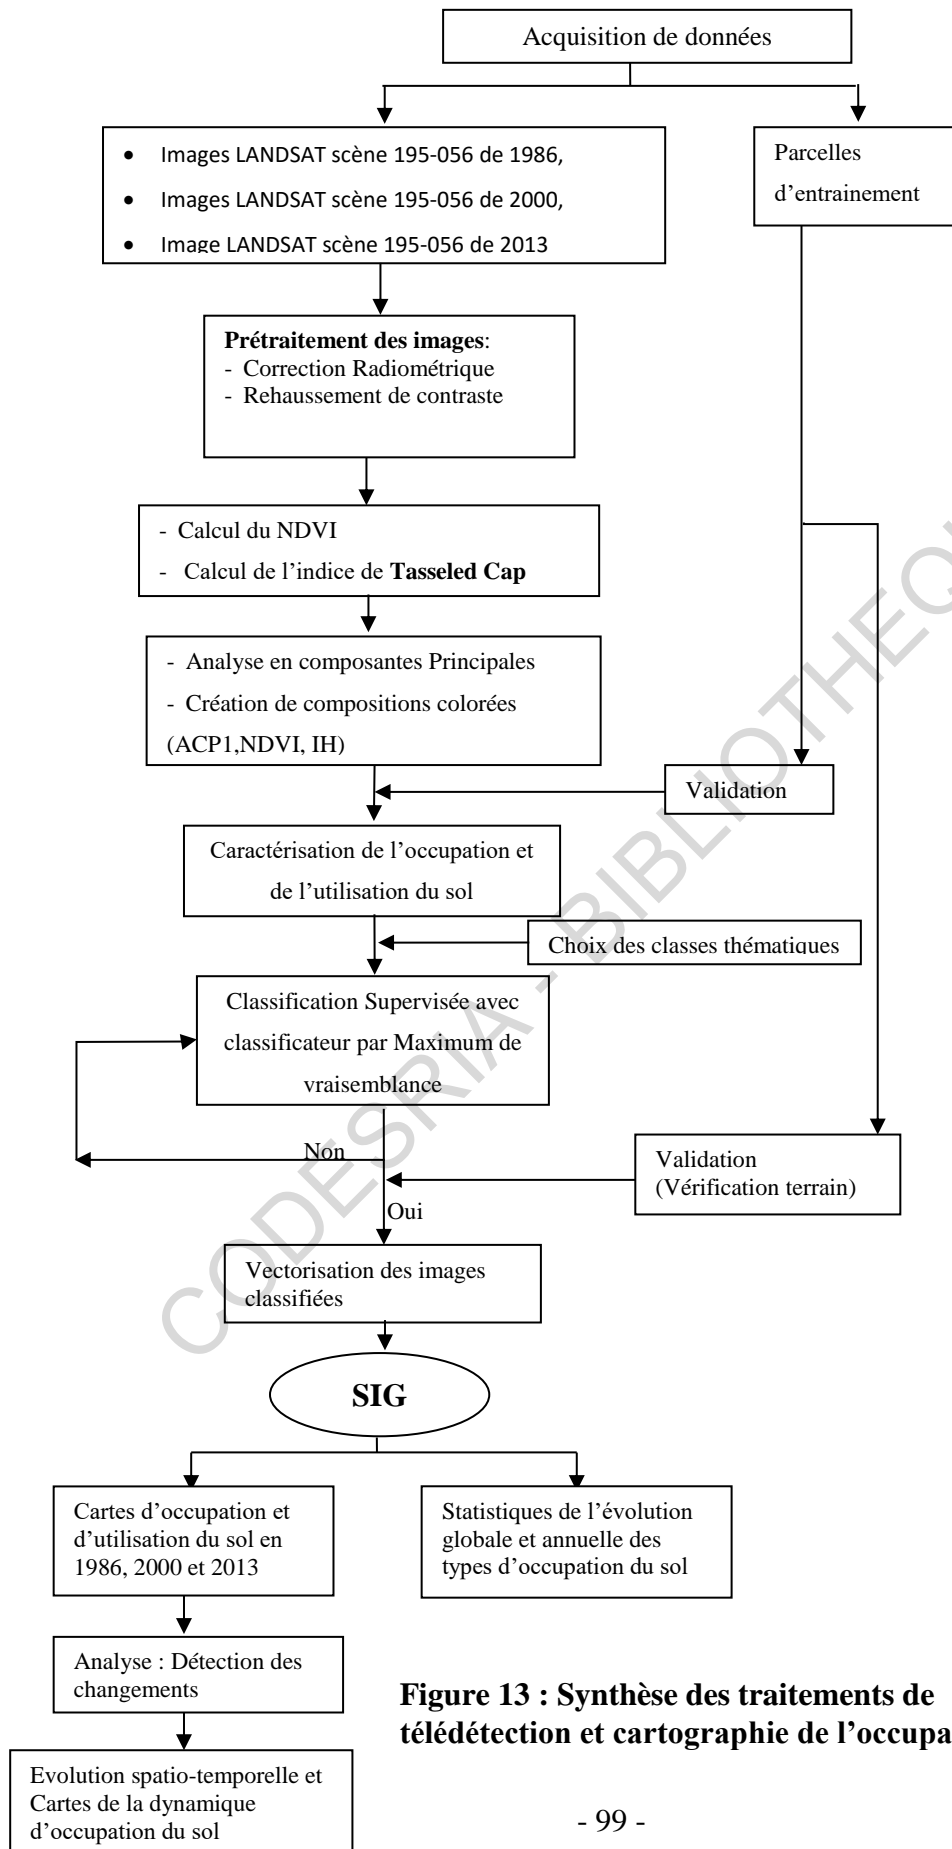 Acquisition de données
• Images LANDSAT scène 195-056 de 1986,
• Images LANDSAT scène 195-056 de 2000,
• Image LANDSAT scène 195-056 de 2013
Parcelles
d’entrainement
Prétraitement des images:
- Correction Radiométrique
- Rehaussement de contraste
- Calcul du NDVI
- Calcul de l’indice de Tasseled Cap
- Analyse en composantes Principales
- Création de compositions colorées
(ACP1,NDVI, IH)
Validation
Caractérisation de l’occupation et
de l’utilisation du sol
Choix des classes thématiques
Classification Supervisée avec
classificateur par Maximum de
vraisemblance
Non
Validation
(Vérification terrain)
Oui
Vectorisation des images
classifiées
SIG
Cartes d’occupation et
d’utilisation du sol en
1986, 2000 et 2013
Statistiques de l’évolution
globale et annuelle des
types d’occupation du sol
Analyse : Détection des
changements
Evolution spatio-temporelle et
Cartes de la dynamique
d’occupation du sol
Figure 13 : Synthèse des traitements de
télédétection et cartographie de l’occupa
- 99 -
CODESRIA - BIBLIOTHEQU